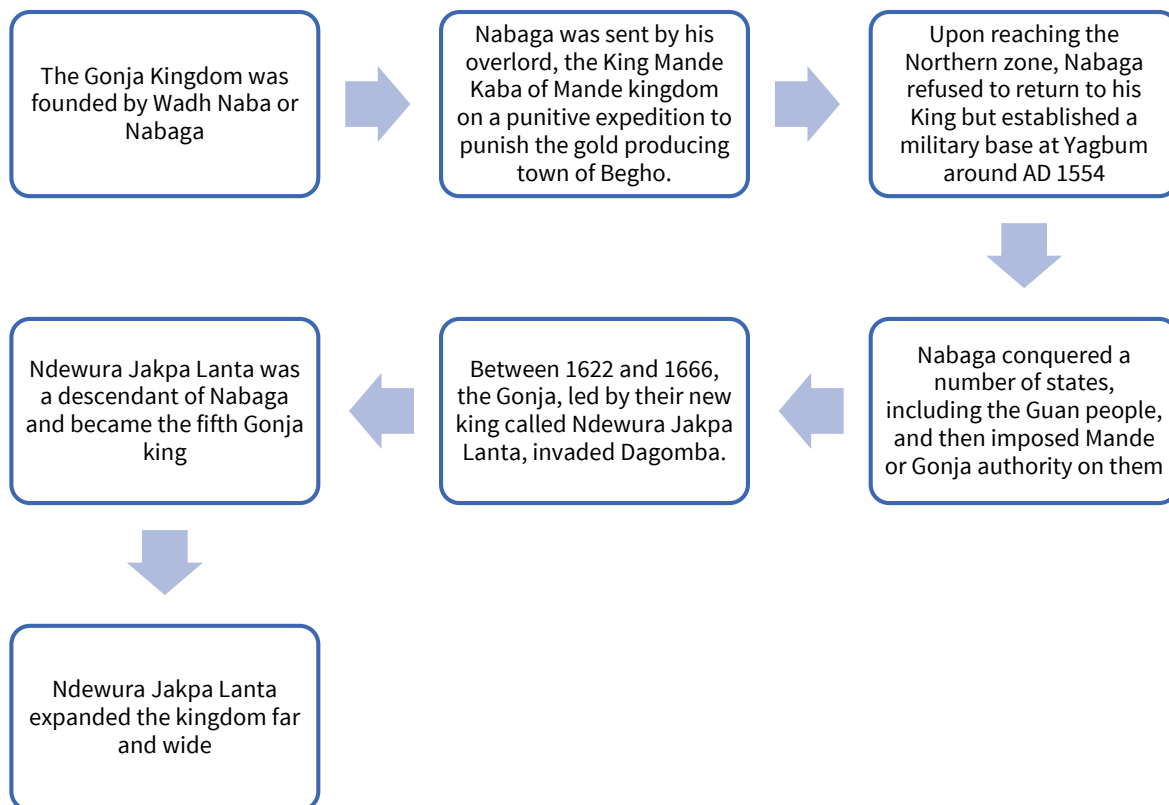 The Gonja Kingdom was
founded by Wadh Naba or
Nabaga
Nabaga was sent by his
overlord, the King Mande
Kaba of Mande kingdom
on a punitive expedition to
punish the gold producing
town of Begho.
Upon reaching the
Northern zone, Nabaga
refused to return to his
King but established a
military base at Yagbum
around AD 1554
Nabaga conquered a
number of states,
including the Guan people,
and then imposed Mande
or Gonja authority on them
Between 1622 and 1666,
the Gonja, led by their new
king called Ndewura Jakpa
Lanta, invaded Dagomba.
Ndewura Jakpa Lanta was
a descendant of Nabaga
and became the fifth Gonja
king
Ndewura Jakpa Lanta
expanded the kingdom far
and wide